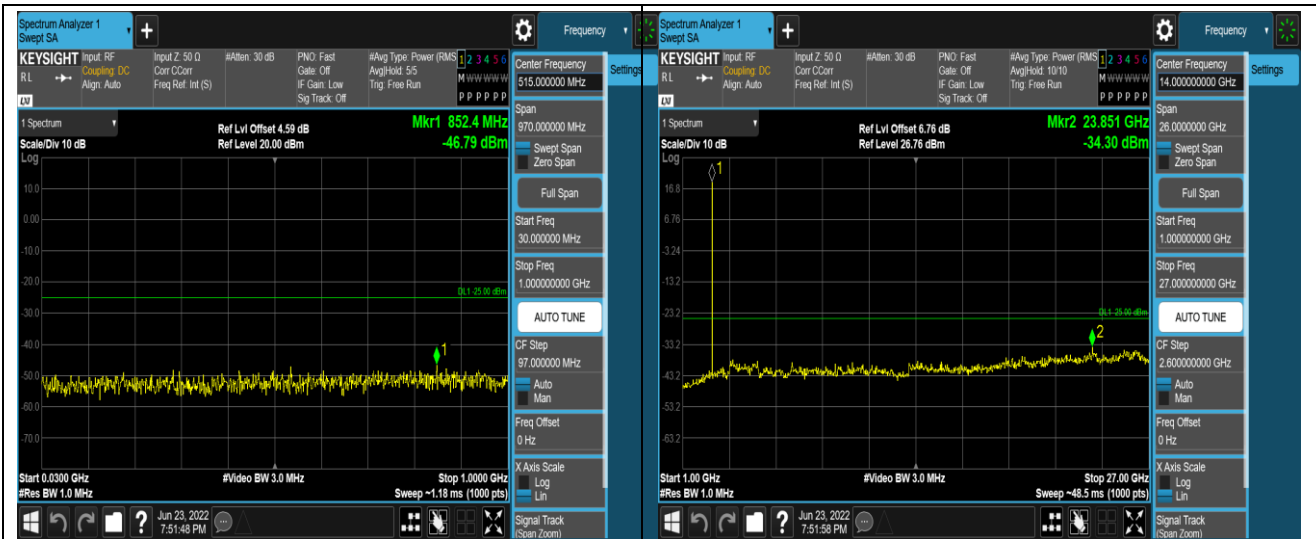 Spectrum Analyzer 1
Swept SA
Frequency
KEYSIGHT
Input: RF
Input Z: 50 Ω
#Atten: 30 dB
PNO: Fast
#Avg Type: Power (RMS
1 2 3 4 5 6
RL
Coupling: DC
Corr CCorr
Gate: Off
Avg|Hold: 5/5
M W W W W W
Align: Auto
Freq Ref: Int (S)
IF Gain: Low
Trig: Free Run
Sig Track: Off
P P P P P P
LXI
1 Spectrum
Ref Lvl Offset 4.59 dB
Mkr1 852.4 MHz
Scale/Div 10 dB
Ref Level 20.00 dBm
-46.79 dBm
Log
10.0
0.00
-10.0
-20.0
DL1 -25.00 dBm
-30.0
-40.0
1
-50.0
-60.0
-70.0
Start 0.0300 GHz
#Video BW 3.0 MHz
Stop 1.0000 GHz
#Res BW 1.0 MHz
Sweep ~1.18 ms (1000 pts)
Jun 23, 2022
7:51:48 PM
Center Frequency
515.000000 MHz
Settings
Span
970.000000 MHz
Swept Span
Zero Span
Full Span
Start Freq
30.000000 MHz
Stop Freq
1.000000000 GHz
AUTO TUNE
CF Step
97.000000 MHz
Auto
Man
Freq Offset
0 Hz
X Axis Scale
Log
Lin
Signal Track
(Span Zoom)
Spectrum Analyzer 1
Swept SA
Frequency
KEYSIGHT
Input: RF
Input Z: 50 Ω
#Atten: 30 dB
PNO: Fast
#Avg Type: Power (RMS
1 2 3 4 5 6
RL
Coupling: DC
Corr CCorr
Gate: Off
Avg|Hold: 10/10
M W W W W W
Align: Auto
Freq Ref: Int (S)
IF Gain: Low
Trig: Free Run
Sig Track: Off
P P P P P P
LXI
1 Spectrum
Ref Lvl Offset 6.76 dB
Mkr2 23.851 GHz
Scale/Div 10 dB
Ref Level 26.76 dBm
-34.30 dBm
Log
1
16.8
6.76
-3.24
-13.2
-23.2
DL1 -25.00 dBm
2
-33.2
-43.2
-53.2
-63.2
Start 1.00 GHz
#Video BW 3.0 MHz
Stop 27.00 GHz
#Res BW 1.0 MHz
Sweep ~48.5 ms (1000 pts)
Jun 23, 2022
7:51:58 PM
Center Frequency
14.00000000 GHz
Settings
Span
26.0000000 GHz
Swept Span
Zero Span
Full Span
Start Freq
1.000000000 GHz
Stop Freq
27.00000000 GHz
AUTO TUNE
CF Step
2.600000000 GHz
Auto
Man
Freq Offset
0 Hz
X Axis Scale
Log
Lin
Signal Track
(Span Zoom)